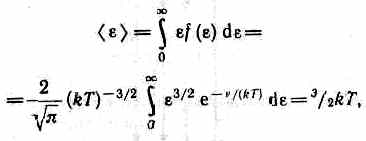 ⟨ε⟩ = ∫₀^∞ εf (ε) dε =
= 2/√π (kT)^{−3/2} ∫₀^∞ ε^{3/2} e^{−ε/(kT)} dε = ³/₂kT,